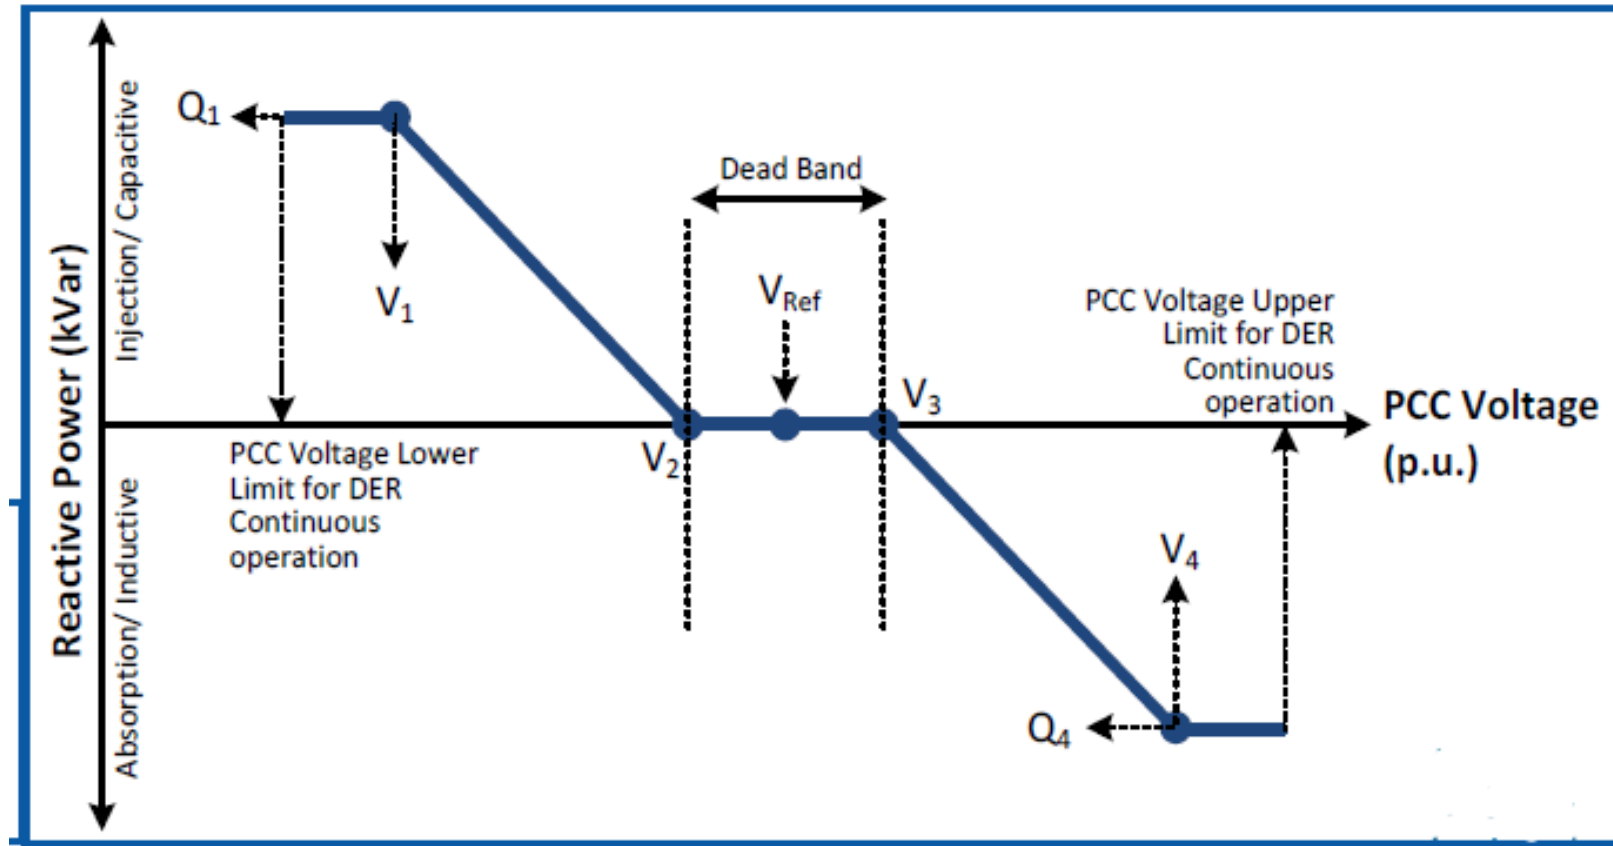 Reactive Power (kVar)
Injection/ Capacitive
Absorption/ Inductive
Q1
V1
Dead Band
VRef
V2
V3
PCC Voltage Lower
Limit for DER
Continuous
operation
PCC Voltage Upper
Limit for DER
Continuous
operation
PCC Voltage
(p.u.)
V4
Q4